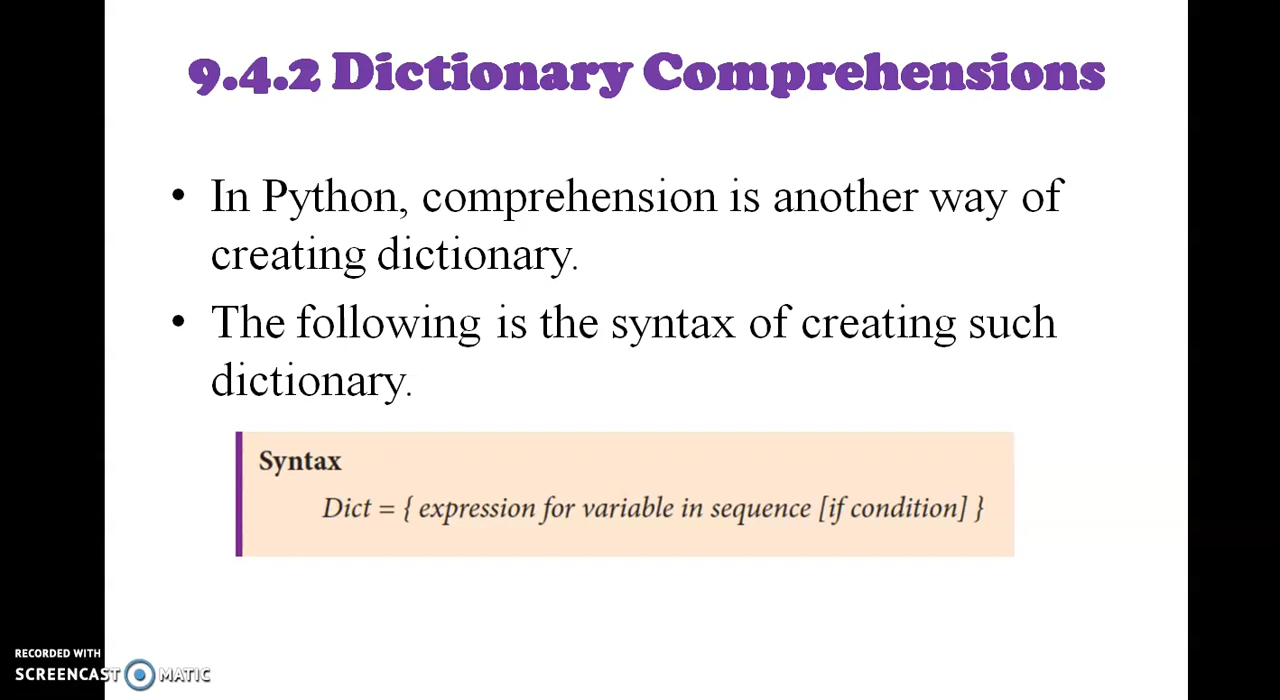 9.4.2 Dictionary Comprehensions
• In Python, comprehension is another way of
creating dictionary.
• The following is the syntax of creating such
dictionary.
Syntax
Dict = { expression for variable in sequence [if condition] }
RECORDED WITH
SCREENCAST MATIC